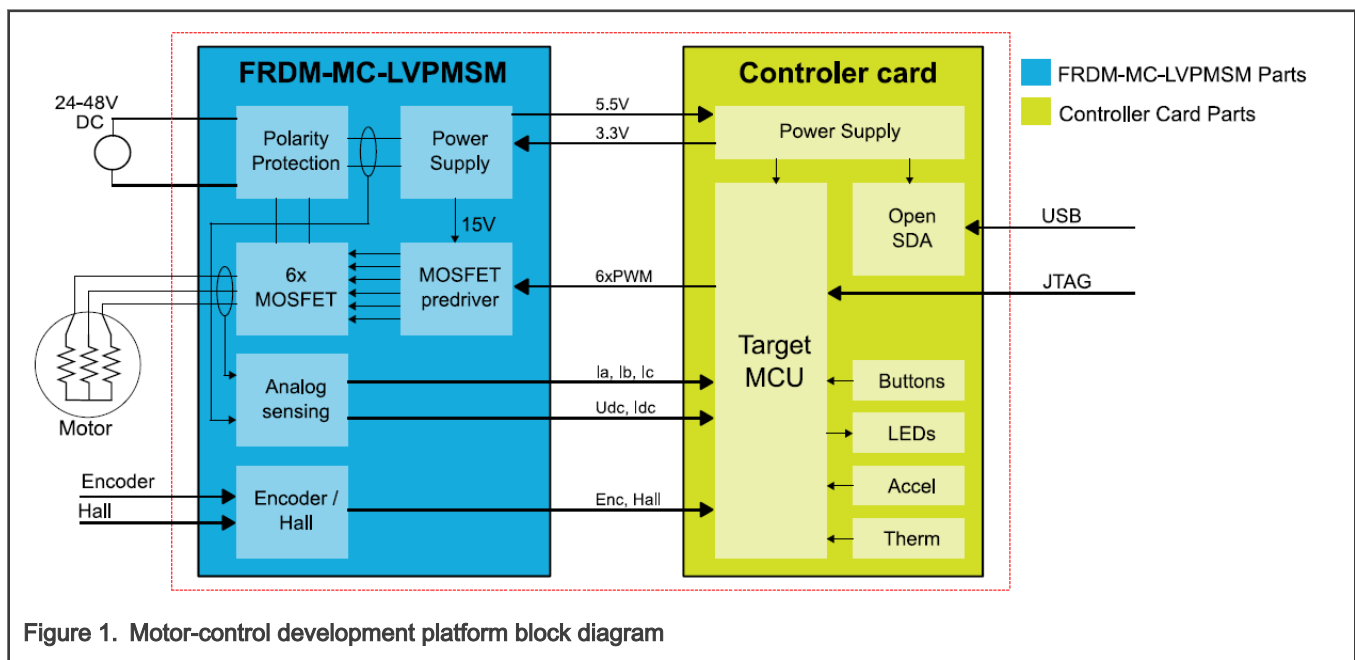 FRDM-MC-LVPMSM
Controler card
FRDM-MC-LVPMSM Parts
Controller Card Parts
24-48V
DC
Polarity
Protection
Power
Supply
5.5V
3.3V
Power Supply
15V
Open
SDA
USB
JTAG
6x
MOSFET
MOSFET
predriver
6xPWM
Target
MCU
Motor
Analog
sensing
Ia, Ib, Ic
Udc, Idc
Buttons
LEDs
Accel
Therm
Encoder
Hall
Encoder /
Hall
Enc, Hall
Figure 1. Motor-control development platform block diagram